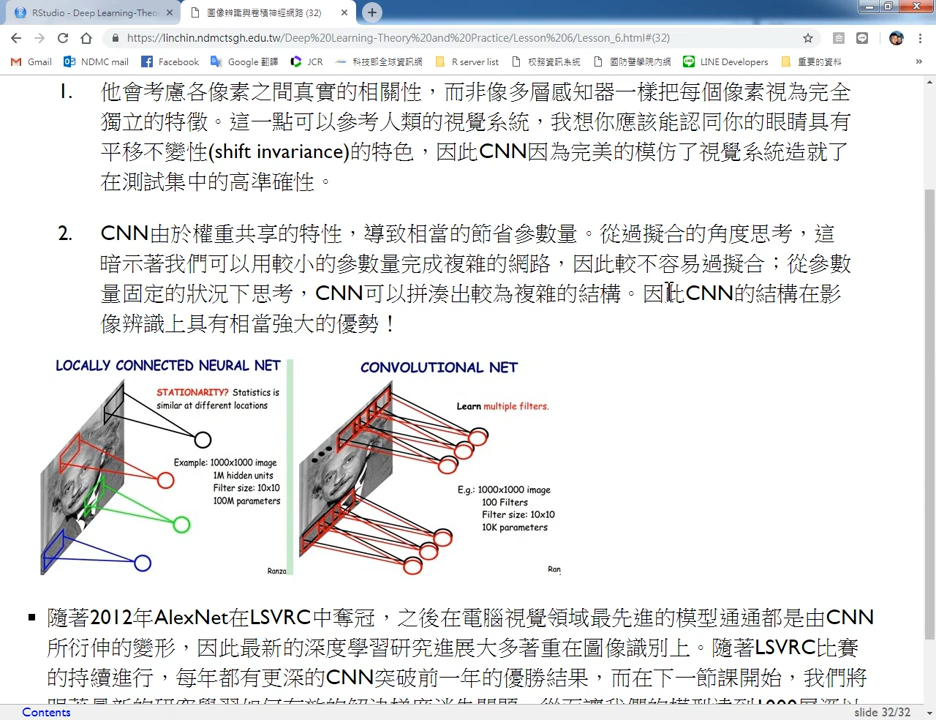 RStudio - Deep Learning-Theo
圖像辨識與卷積神經網路 (32)
https://linchin.ndmctsgh.edu.tw/Deep%20Learning-Theory%20and%20Practice/Lesson%206/Lesson_6.html#(32)
Gmail NDMC mail Facebook Google 翻譯 JCR 科技部全球資訊網 R server list 校務資訊系統 國防醫學院內網 LINE Developers 重要的資料 »
1. 他會考慮各像素之間真實的相關性，而非像多層感知器一樣把每個像素視為完全
獨立的特徵。這一點可以參考人類的視覺系統，我想你應該能認同你的眼睛具有
平移不變性(shift invariance)的特色，因此CNN因為完美的模仿了視覺系統造就了
在測試集中的高準確性。
2. CNN由於權重共享的特性，導致相當的節省參數量。從過擬合的角度思考，這
暗示著我們可以用較小的參數量完成複雜的網路，因此較不容易過擬合；從參數
量固定的狀況下思考，CNN可以拼湊出較為複雜的結構。因此CNN的結構在影
像辨識上具有相當強大的優勢！
LOCALLY CONNECTED NEURAL NET
STATIONARITY? Statistics is
similar at different locations
Example: 1000x1000 image
1M hidden units
Filter size: 10x10
100M parameters
Ranza
CONVOLUTIONAL NET
Learn multiple filters.
E.g.: 1000x1000 image
100 Filters
Filter size: 10x10
10K parameters
Ran
▪ 隨著2012年AlexNet在LSVRC中奪冠，之後在電腦視覺領域最先進的模型通通都是由CNN
所衍伸的變形，因此最新的深度學習研究進展大多著重在圖像識別上。隨著LSVRC比賽
的持續進行，每年都有更深的CNN突破前一年的優勝結果，而在下一節課開始，我們將
Contents
slide 32/32